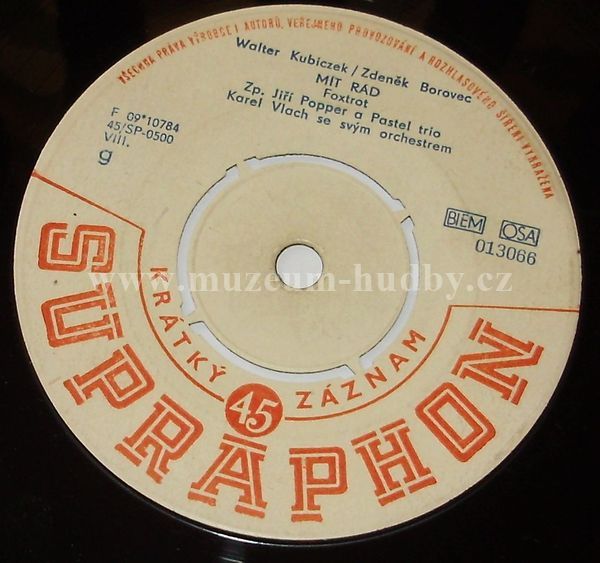 VŠECHNA PRÁVA VÝROBCE I AUTORŮ, VEŘEJNÉHO PROVOZOVÁNÍ A ROZHLASOVÉHO ŠÍŘENÍ VYHRAŽENA
Walter Kubiczek/Zdeněk Borovec
MIT RÁD
Foxtrot
Zp. Jiří Popper a Pastel trio
Karel Vlach se svým orchestrem
F 09*10784
45/SP-0500
VIII.
g
BIEM OSA
013066
www.muzeum-hudby.cz
KRÁTKÝ 45 ZÁZNAM
SUPRAPHON